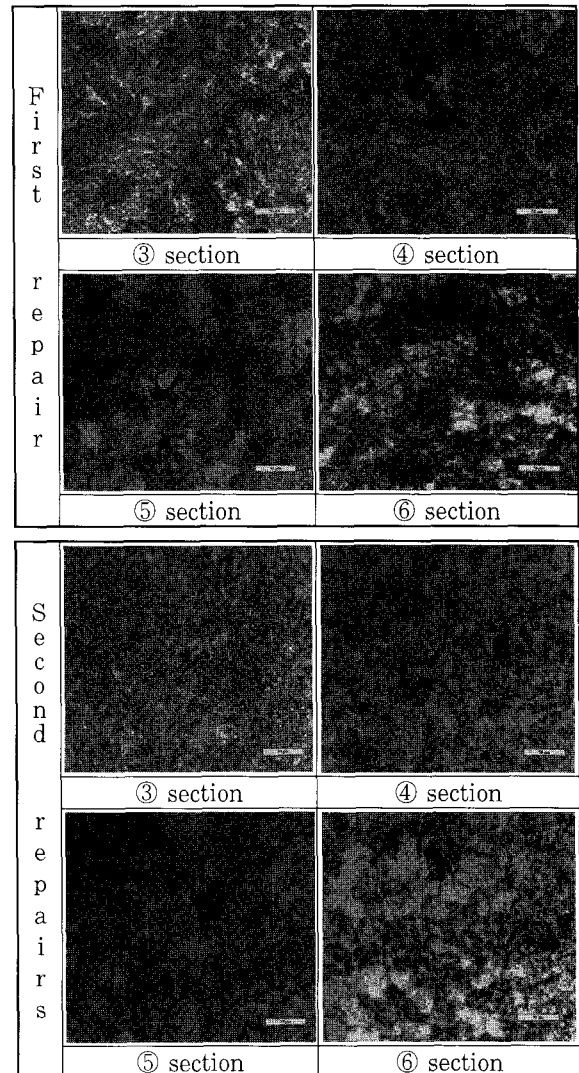 First repair
③ section
④ section
⑤ section
⑥ section
Second repairs
③ section
④ section
⑤ section
⑥ section